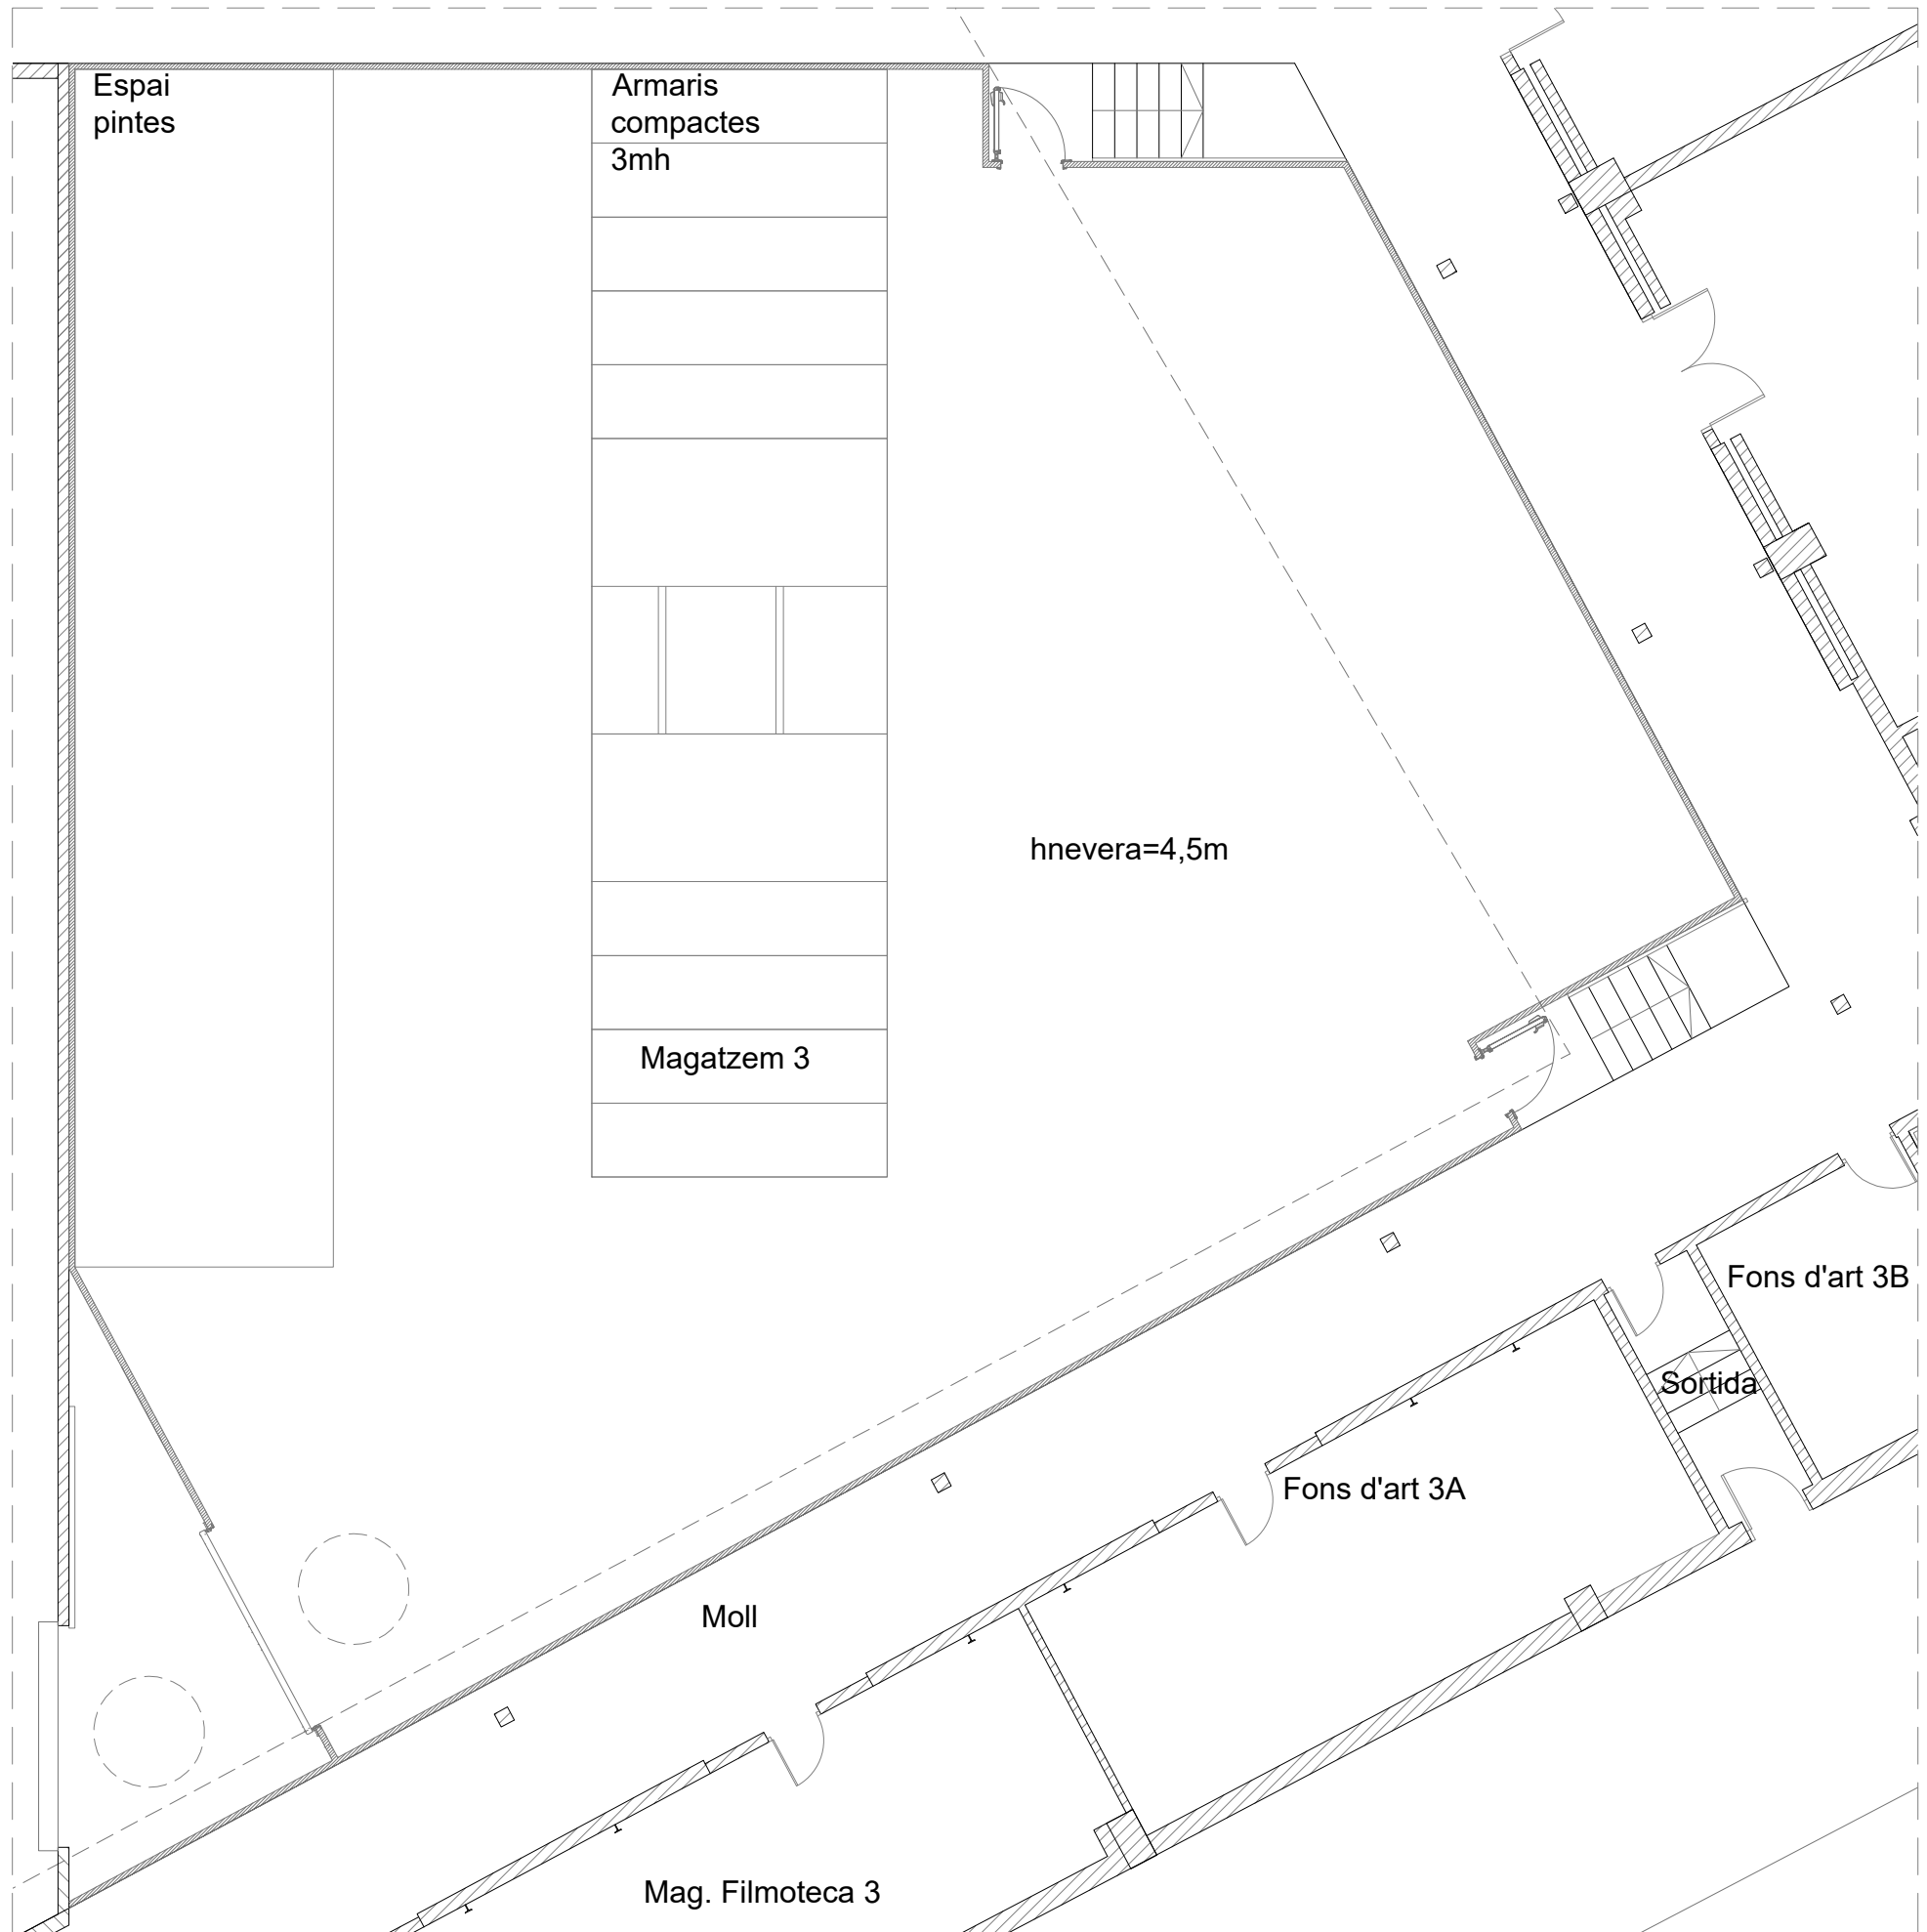 Espai
pintes
Armaris
compactes
3mh
hnevera=4,5m
Magatzem 3
Fons d'art 3B
Sortida
Fons d'art 3A
Moll
Mag. Filmoteca 3